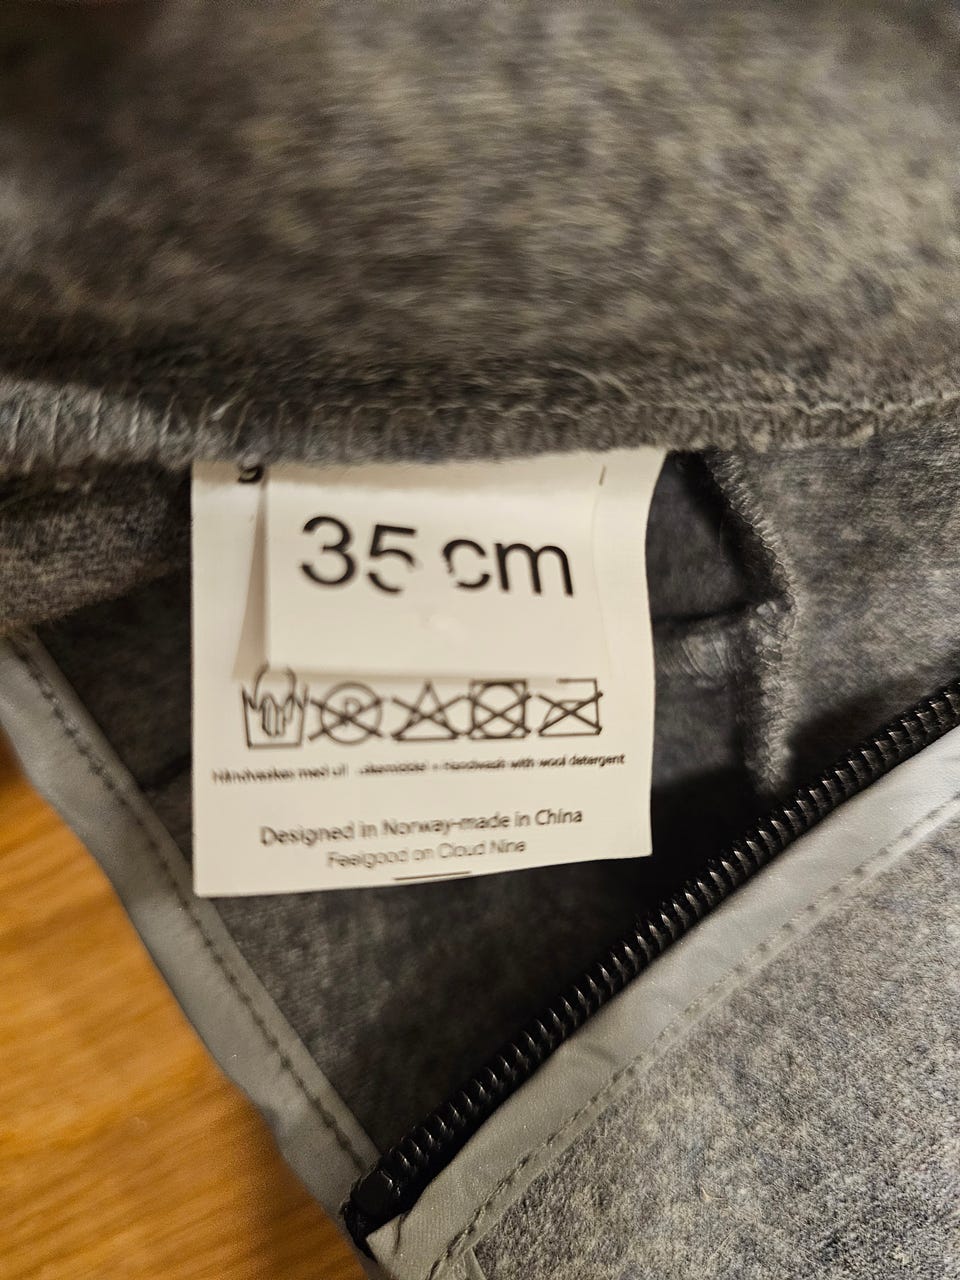 35 cm
Håndvaskes med ull - handwash with wool detergent
Designed in Norway-made in China
Feelgood on Cloud Nine